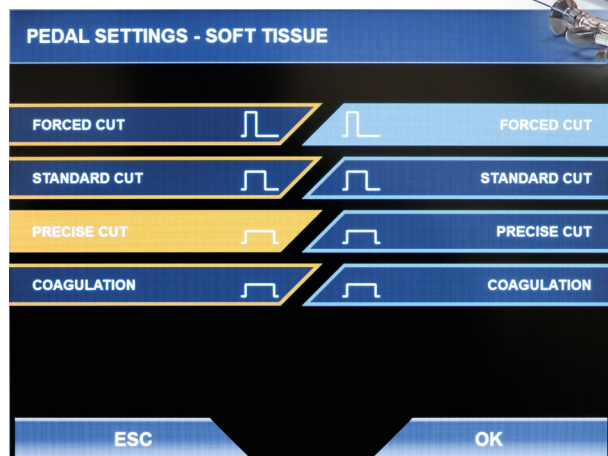 PEDAL SETTINGS - SOFT TISSUE
FORCED CUT FORCED CUT
STANDARD CUT STANDARD CUT
PRECISE CUT PRECISE CUT
COAGULATION COAGULATION
ESC OK